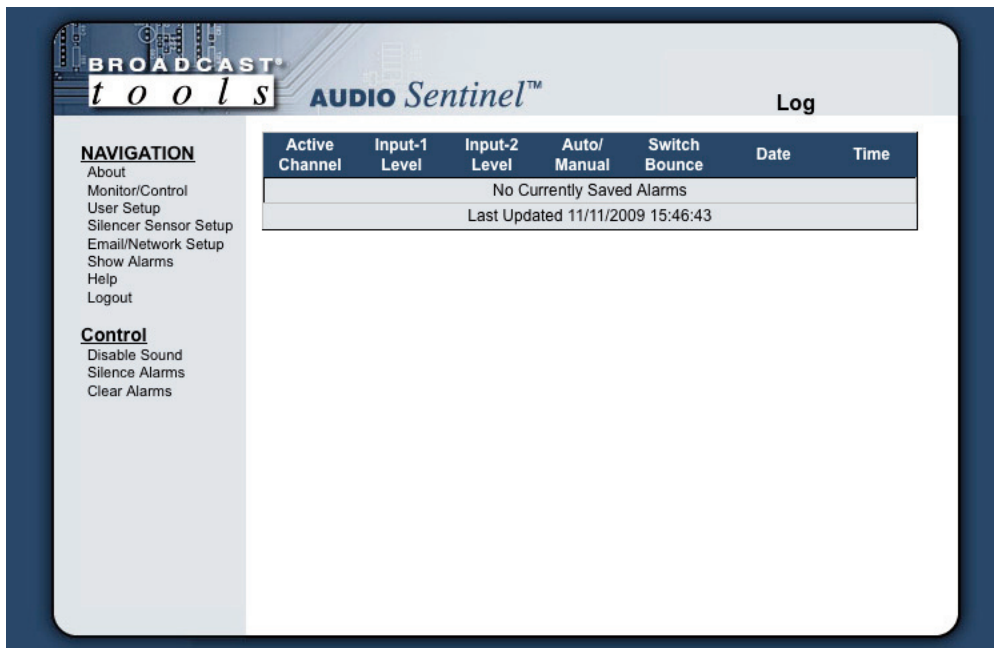 BROADCAST®
tools
AUDIO Sentinel™
Log
NAVIGATION
About
Monitor/Control
User Setup
Silencer Sensor Setup
Email/Network Setup
Show Alarms
Help
Logout
Control
Disable Sound
Silence Alarms
Clear Alarms
Active Channel Input-1 Level Input-2 Level Auto/ Manual Switch Bounce Date Time
No Currently Saved Alarms
Last Updated 11/11/2009 15:46:43